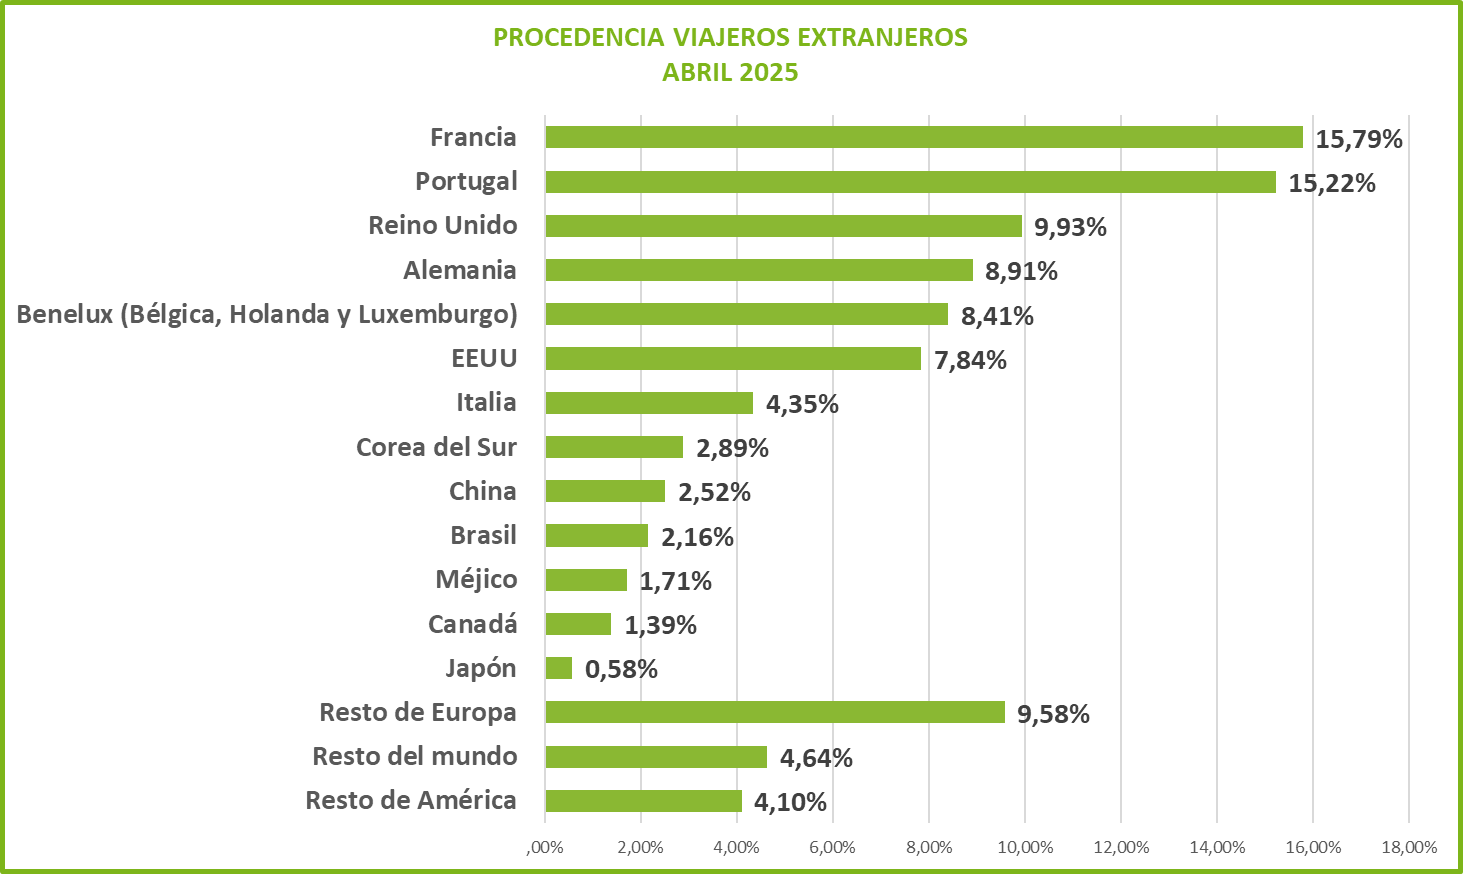 PROCEDENCIA VIAJEROS EXTRANJEROS
ABRIL 2025
Francia 15,79%
Portugal 15,22%
Reino Unido 9,93%
Alemania 8,91%
Benelux (Bélgica, Holanda y Luxemburgo) 8,41%
EEUU 7,84%
Italia 4,35%
Corea del Sur 2,89%
China 2,52%
Brasil 2,16%
Méjico 1,71%
Canadá 1,39%
Japón 0,58%
Resto de Europa 9,58%
Resto del mundo 4,64%
Resto de América 4,10%
,00% 2,00% 4,00% 6,00% 8,00% 10,00% 12,00% 14,00% 16,00% 18,00%